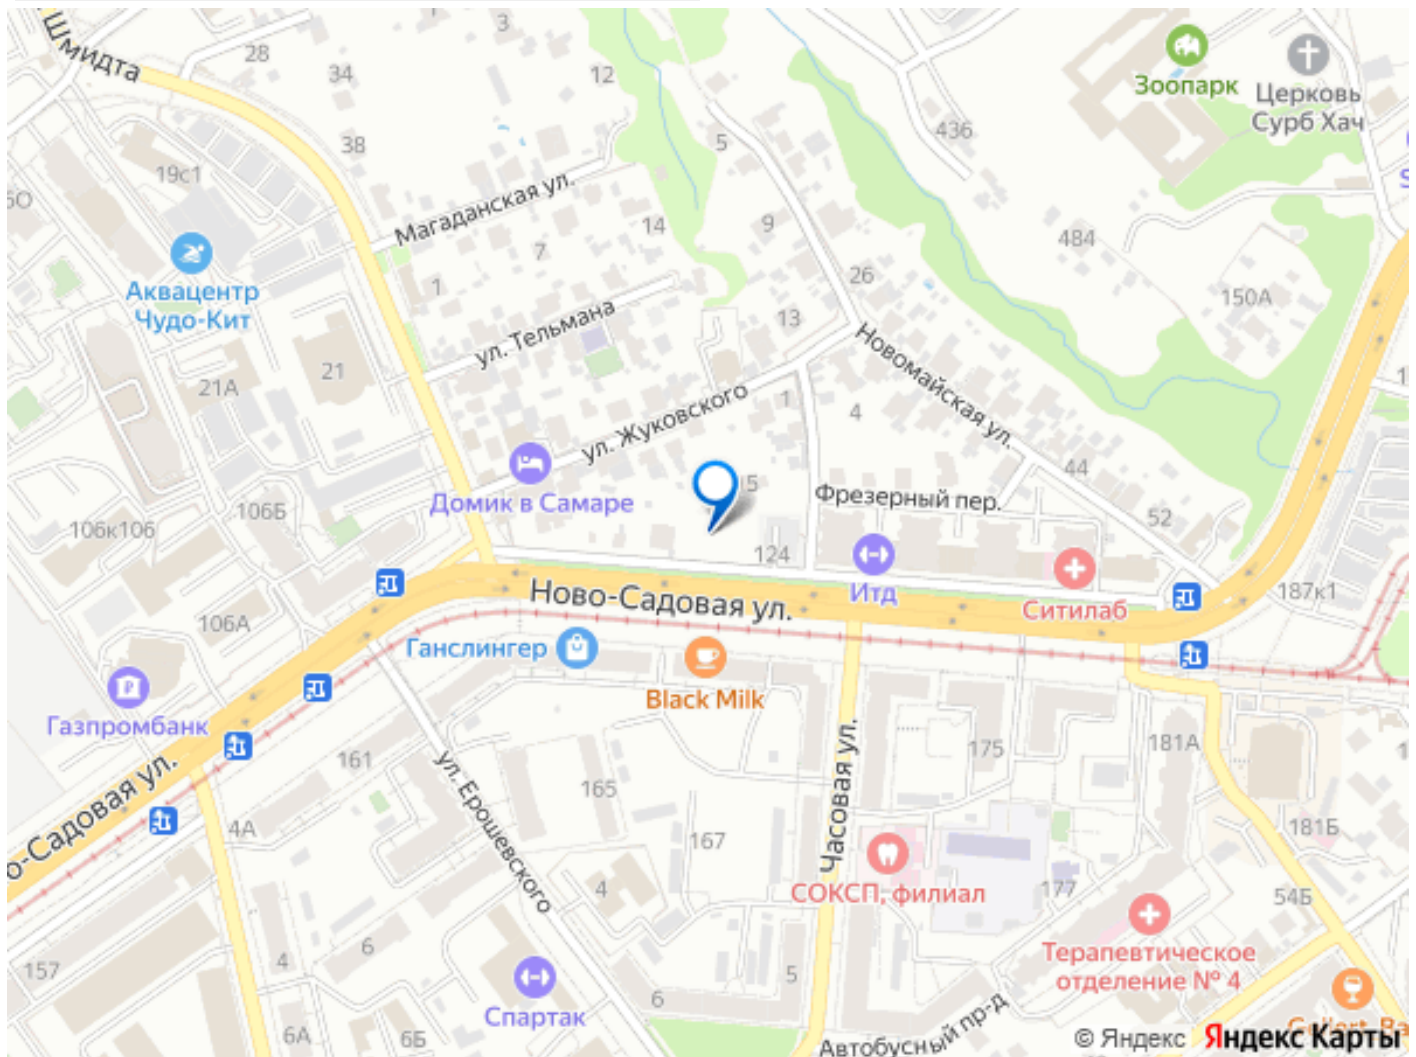 Шмидта
28
3
1
34
12
38
Зоопарк
Церковь
Сурб Хач
436
5
19с1
Магаданская ул.
14
9
7
484
26
150А
Аквацентр
Чудо-Кит
1
ул. Тельмана
13
Новомайская ул.
21
21А
ул. Жуковского
1
4
Домик в Самаре
5
44
Фрезерный пер.
106Б
106к106
52
124
Итд
Ситилаб
187к1
Ново-Садовая ул.
106А
Ганслингер
Black Milk
Газпромбанк
161
ул. Ерошевского
165
Часовая ул.
175
181А
о-Садовая ул.
4А
167
181Б
СОКСП, филиал
177
54Б
4
6
4
157
Терапевтическое
отделение № 4
5
Спартак
6
6А
6Б
Автобусный пр-д
© Яндекс Яндекс Карты